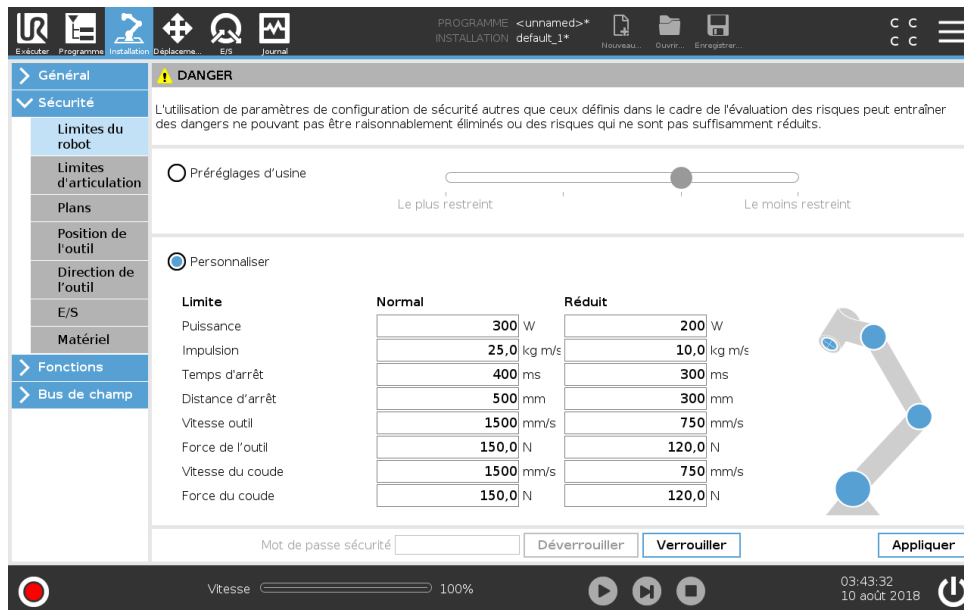 UR
PROGRAMME <unnamed>*
INSTALLATION default_1*
Exécuter Programme Installation Déplaceme... E/S Journal
Nouveau... Ouvrir... Enregistrer...
C C
C C
Général
Sécurité
Limites du
robot
Limites
d'articulation
Plans
Position de
l'outil
Direction de
l'outil
E/S
Matériel
Fonctions
Bus de champ
DANGER
L'utilisation de paramètres de configuration de sécurité autres que ceux définis dans le cadre de l'évaluation des risques peut entraîner
des dangers ne pouvant pas être raisonnablement éliminés ou des risques qui ne sont pas suffisamment réduits.
Préréglages d'usine
Le plus restreint Le moins restreint
Personnaliser
Limite Normal Réduit
Puissance 300 W 200 W
Impulsion 25,0 kg m/s 10,0 kg m/s
Temps d'arrêt 400 ms 300 ms
Distance d'arrêt 500 mm 300 mm
Vitesse outil 1500 mm/s 750 mm/s
Force de l'outil 150,0 N 120,0 N
Vitesse du coude 1500 mm/s 750 mm/s
Force du coude 150,0 N 120,0 N
Mot de passe sécurité Déverrouiller Verrouiller Appliquer
Vitesse 100%
03:43:32
10 août 2018